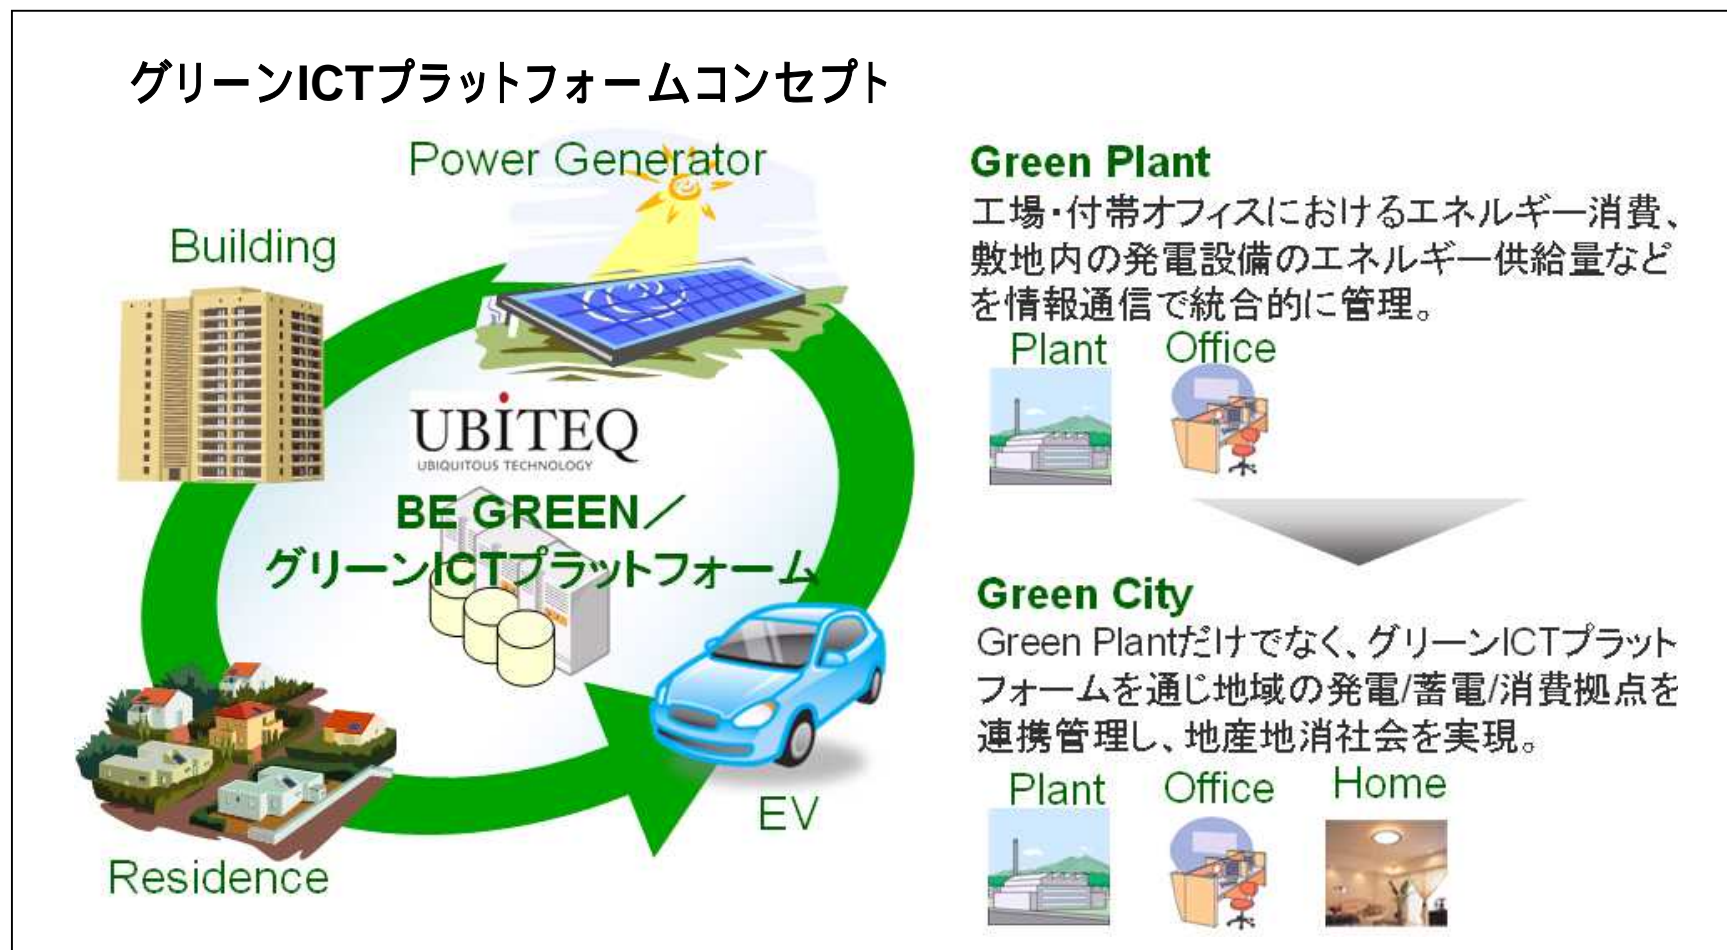 グリーンICTプラットフォームコンセプト
Power Generator
Building
UBiTEQ
UBIQUITOUS TECHNOLOGY
BE GREEN／
グリーンICTプラットフォーム
EV
Residence
Green Plant
工場・付帯オフィスにおけるエネルギー消費、
敷地内の発電設備のエネルギー供給量など
を情報通信で統合的に管理。
Plant Office
Green City
Green Plantだけでなく、グリーンICTプラット
フォームを通じ地域の発電/蓄電/消費拠点を
連携管理し、地産地消社会を実現。
Plant Office Home